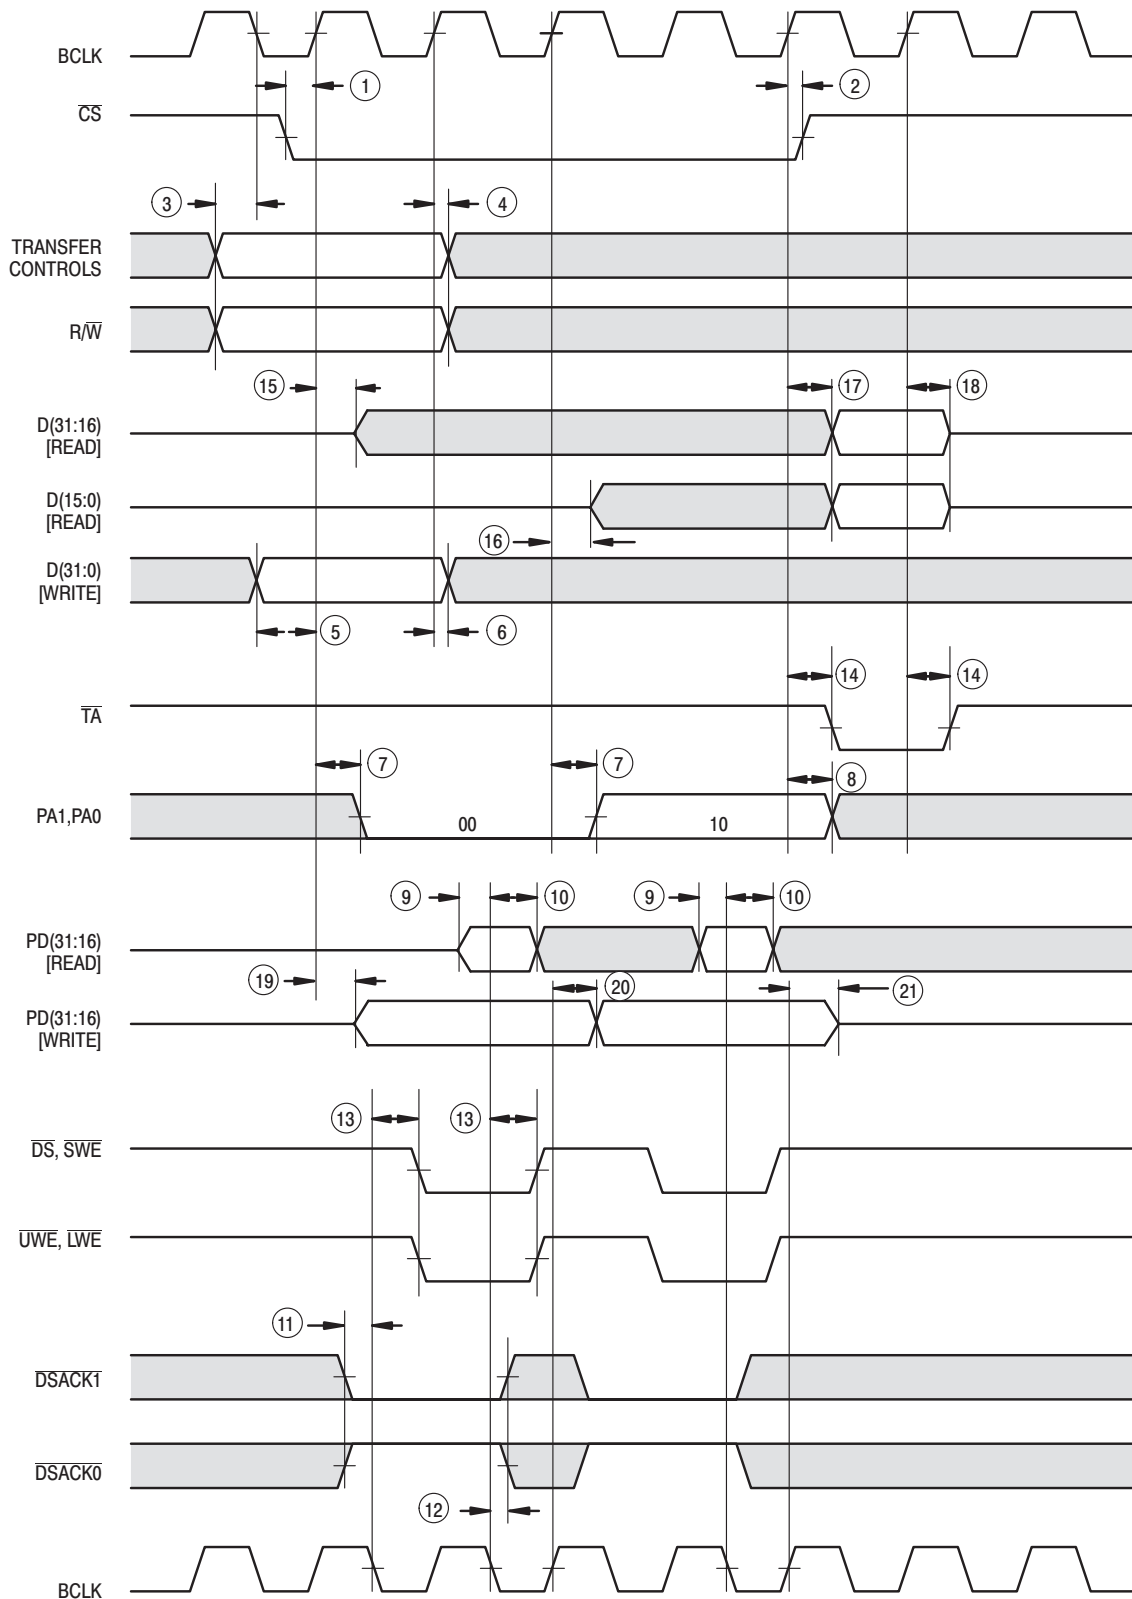 BCLK
1
2
CS
3
4
TRANSFER
CONTROLS
R/W
15
17
18
D(31:16)
[READ]
D(15:0)
[READ]
16
D(31:0)
[WRITE]
5
6
14
14
TA
7
7
8
PA1,PA0
00
10
9
10
9
10
PD(31:16)
[READ]
19
20
21
PD(31:16)
[WRITE]
13
13
DS, SWE
UWE, LWE
11
DSACK1
DSACK0
12
BCLK